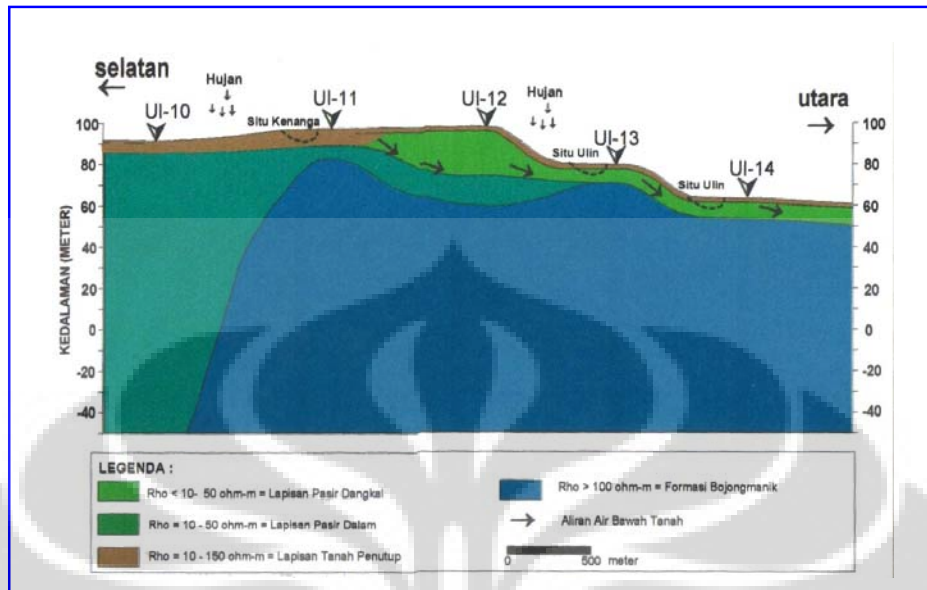 selatan
←
utara
→
Hujan
Hujan
UI-10
UI-11
UI-12
UI-13
UI-14
Situ Kenanga
Situ Ulin
Situ Ulin
KEDALAMAN (METER)
100
80
60
40
20
0
-20
-40
100
80
60
40
20
0
-20
-40
LEGENDA :
Rho < 10- 50 ohm-m = Lapisan Pasir Dangkal
Rho = 10 - 50 ohm-m = Lapisan Pasir Dalam
Rho = 10 - 150 ohm-m = Lapisan Tanah Penutup
Rho > 100 ohm-m = Formasi Bojongmanik
Aliran Air Bawah Tanah
0 500 meter